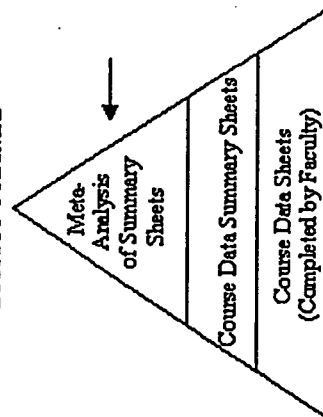 Meta-
Analysis
of Summary
Sheets
Course Data Summary Sheets
Course Data Sheets
(Completed by Faculty)